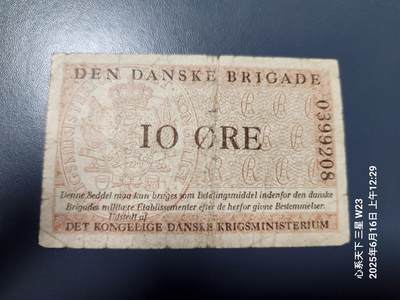 DEN DANSKE BRIGADE
10 ØRE
0399208
Denne Seddel maa kun bruges som Betalingsmiddel indenfor den danske
Brigades militære Etablissementer efter de herfor givne Bestemmelser.
Udstedt af
DET KONGELIGE DANSKE KRIGSMINISTERIUM
心系天下 三星 W23
2025年6月16日 上午12:29